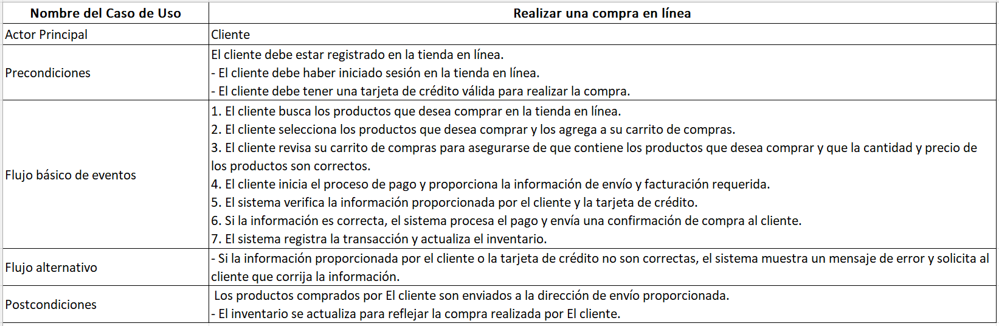 Nombre del Caso de Uso
Realizar una compra en línea
Actor Principal
Cliente
Precondiciones
El cliente debe estar registrado en la tienda en línea.
- El cliente debe haber iniciado sesión en la tienda en línea.
- El cliente debe tener una tarjeta de crédito válida para realizar la compra.
Flujo básico de eventos
1. El cliente busca los productos que desea comprar en la tienda en línea.
2. El cliente selecciona los productos que desea comprar y los agrega a su carrito de compras.
3. El cliente revisa su carrito de compras para asegurarse de que contiene los productos que desea comprar y que la cantidad y precio de
los productos son correctos.
4. El cliente inicia el proceso de pago y proporciona la información de envío y facturación requerida.
5. El sistema verifica la información proporcionada por el cliente y la tarjeta de crédito.
6. Si la información es correcta, el sistema procesa el pago y envía una confirmación de compra al cliente.
7. El sistema registra la transacción y actualiza el inventario.
Flujo alternativo
- Si la información proporcionada por el cliente o la tarjeta de crédito no son correctas, el sistema muestra un mensaje de error y solicita al
cliente que corrija la información.
Postcondiciones
Los productos comprados por El cliente son enviados a la dirección de envío proporcionada.
- El inventario se actualiza para reflejar la compra realizada por El cliente.